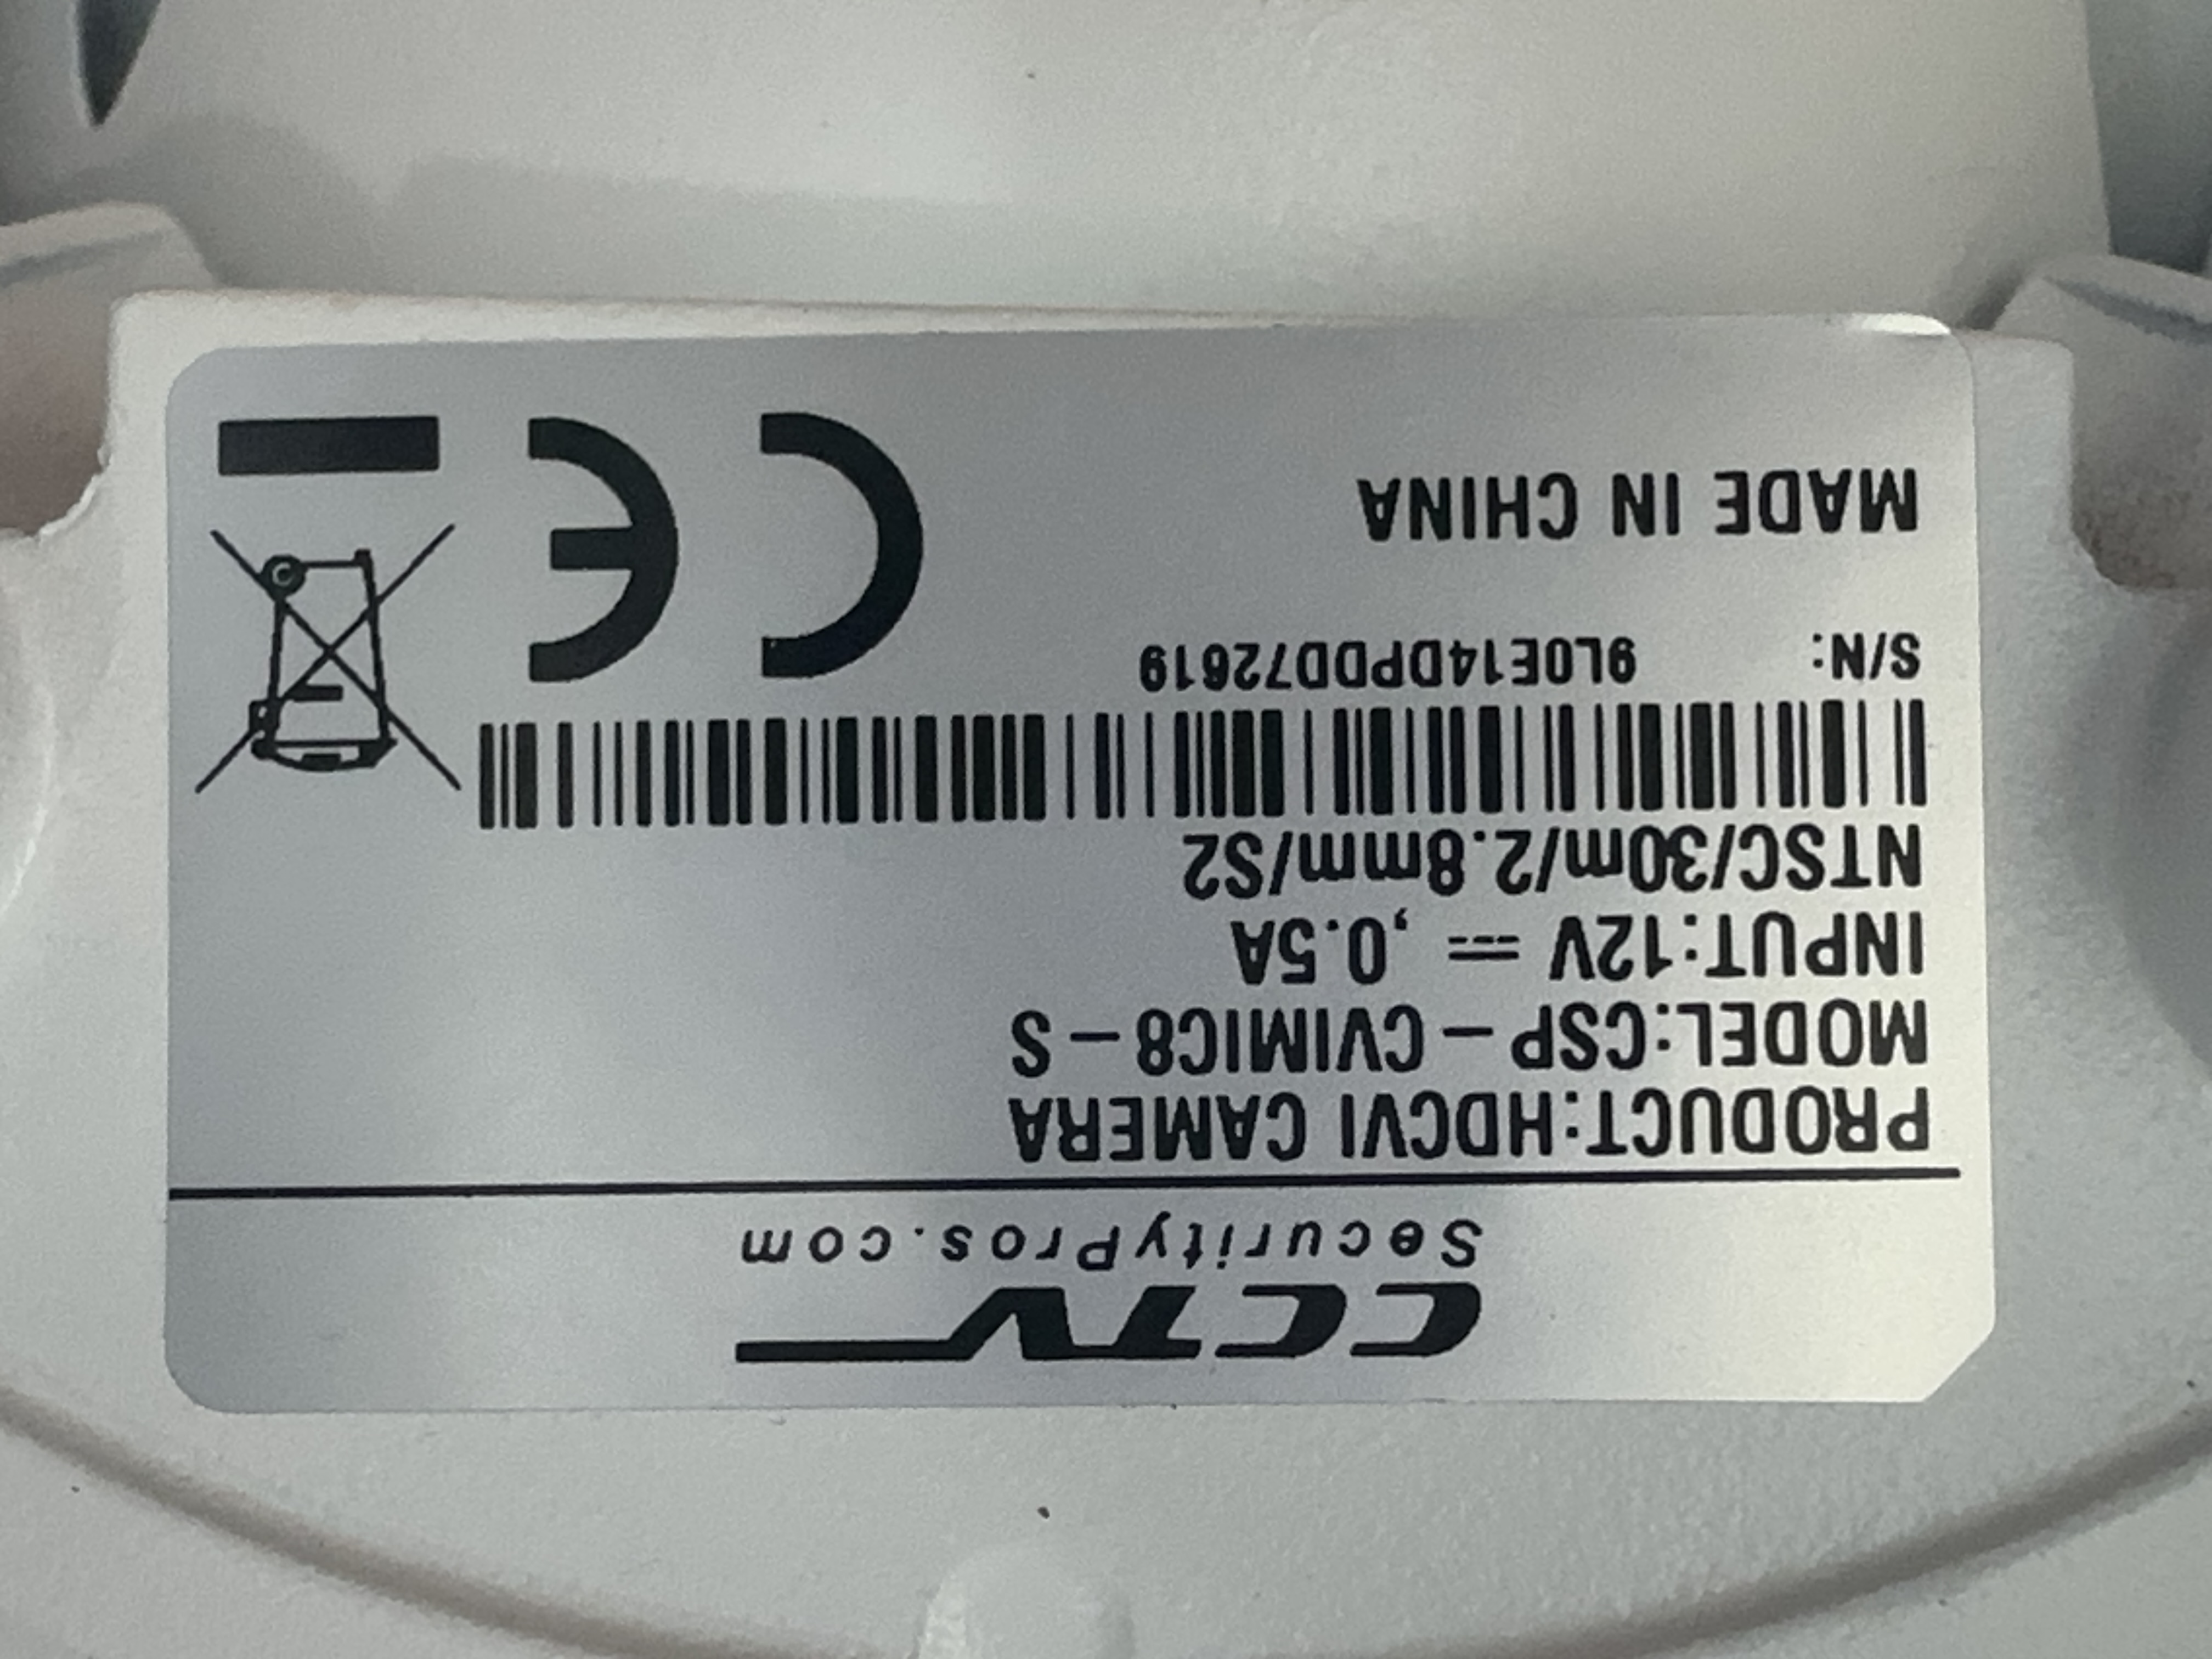 CCTV
SecurityPros.com
PRODUCT:HDCVI CAMERA
MODEL:CSP-CVIMIC8-S
INPUT:12V ⎓ ,0.5A
NTSC/30m/2.8mm/S2
S/N: 9L0E14DPDD72619
MADE IN CHINA
CE